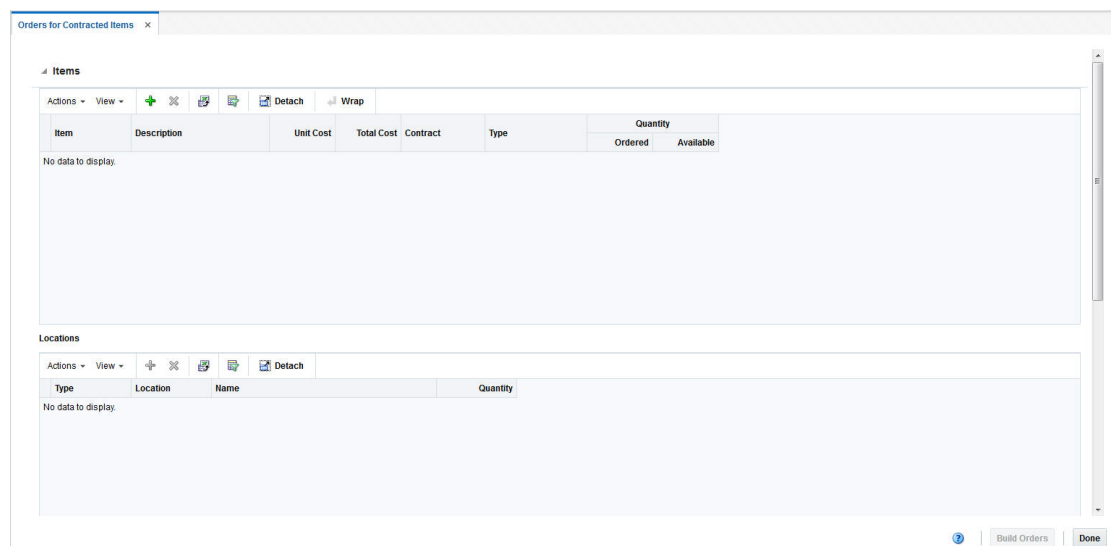 Orders for Contracted Items ×
Items
Actions View Detach Wrap
Item Description Unit Cost Total Cost Contract Type Quantity
Ordered Available
No data to display.
Locations
Actions View Detach
Type Location Name Quantity
No data to display.
Build Orders Done